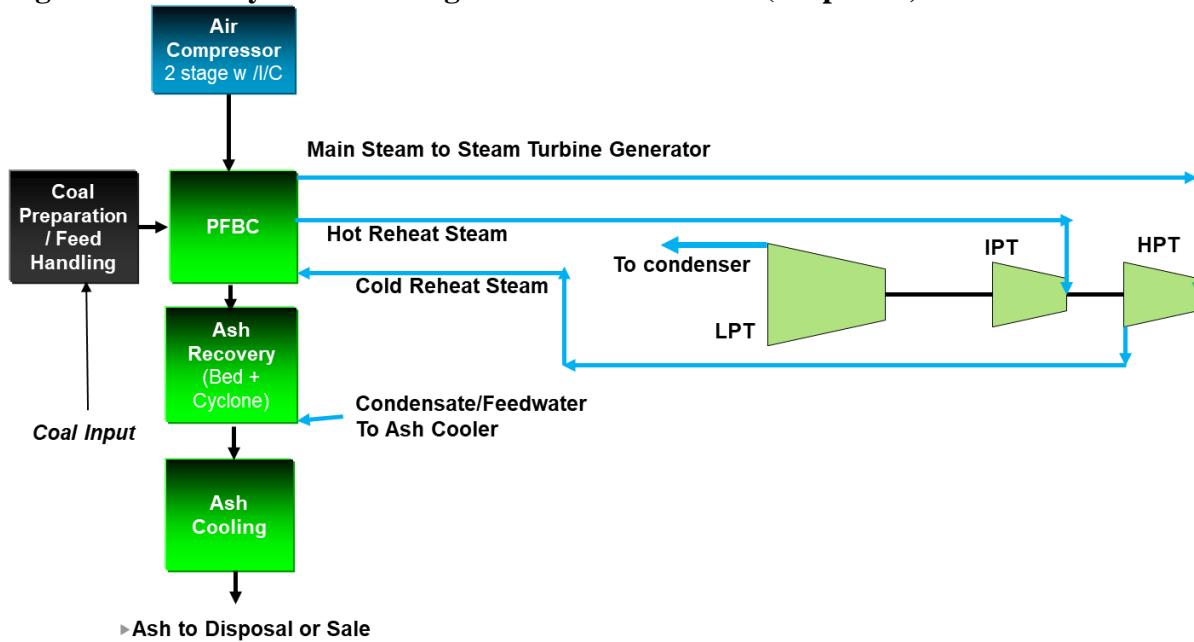 Air
Compressor
2 stage w /I/C
Main Steam to Steam Turbine Generator
Coal
Preparation
/ Feed
Handling
PFBC
Hot Reheat Steam
To condenser
IPT
HPT
Cold Reheat Steam
LPT
Ash
Recovery
(Bed +
Cyclone)
Condensate/Feedwater
To Ash Cooler
Coal Input
Ash
Cooling
Ash to Disposal or Sale